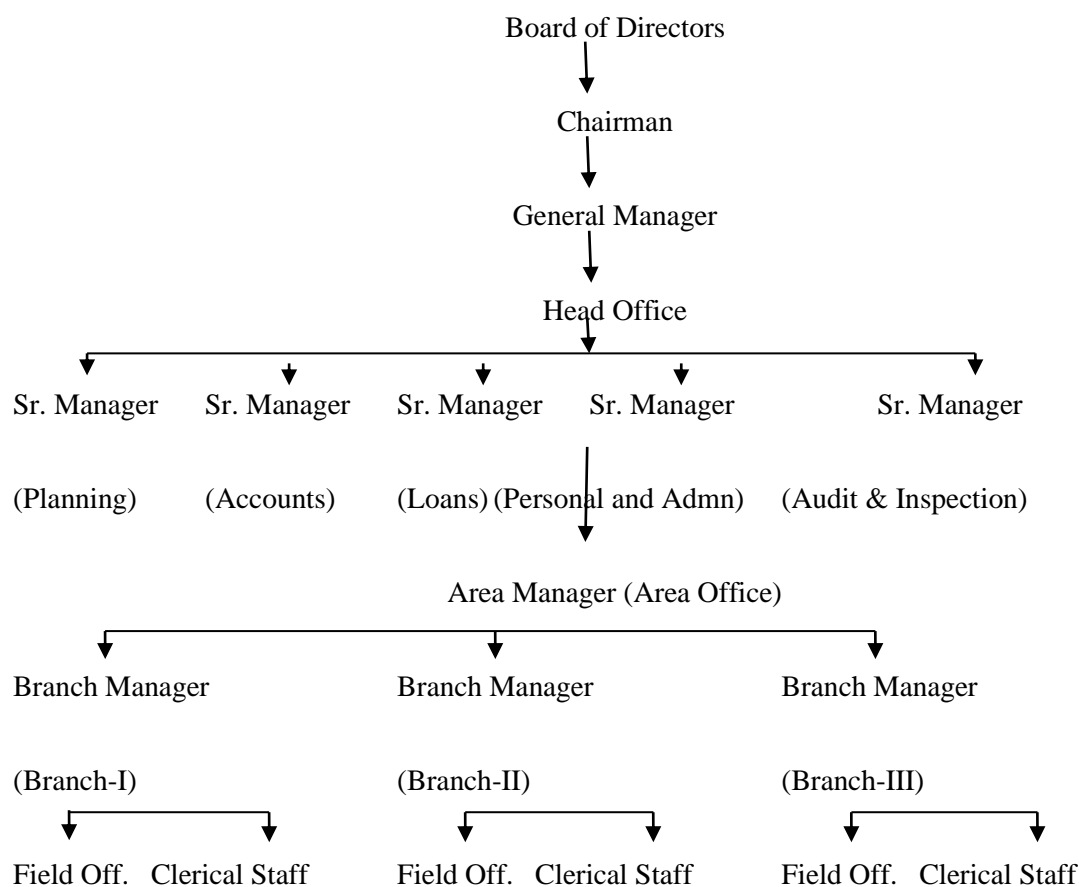 Board of Directors
Chairman
General Manager
Head Office
Sr. Manager Sr. Manager Sr. Manager Sr. Manager Sr. Manager
(Planning) (Accounts) (Loans) (Personal and Admn) (Audit & Inspection)
Area Manager (Area Office)
Branch Manager Branch Manager Branch Manager
(Branch-I) (Branch-II) (Branch-III)
Field Off. Clerical Staff Field Off. Clerical Staff Field Off. Clerical Staff